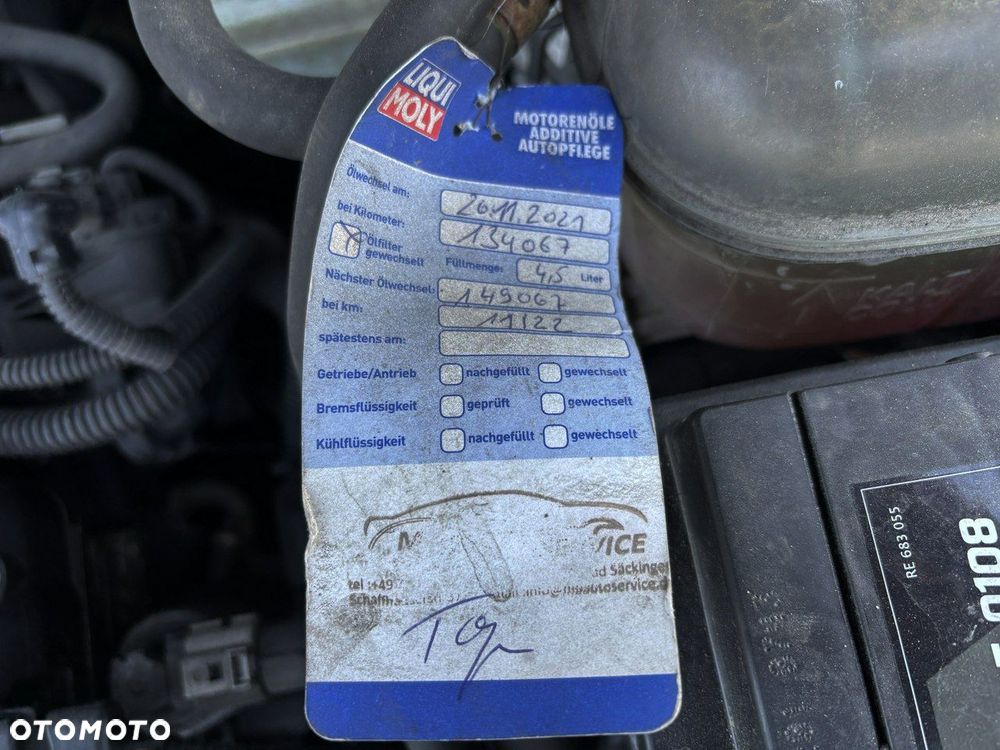 LIQUI
MOLY
MOTORENÖLE
ADDITIVE
AUTOPFLEGE
Ölwechsel am: 26.11.2021
bei Kilometer: 134067
X Ölfilter gewechselt
Füllmenge: 4,5 Liter
Nächster Ölwechsel: 149067
bei km: 11/22
spätestens am:
Getriebe/Antrieb nachgefüllt gewechselt
Bremsflüssigkeit geprüft gewechselt
Kühlflüssigkeit nachgefüllt gewechselt
VICE
Säckingen
tel :+49
RE 683 055
0108
OTOMOTO